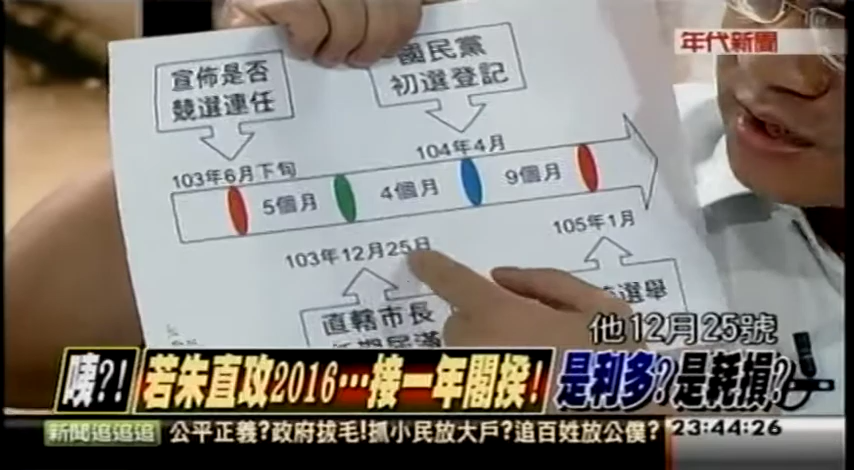 年代新聞
宣佈是否
競選連任
國民黨
初選登記
103年6月下旬
104年4月
5個月
4個月
9個月
103年12月25日
105年1月
直轄市長
選舉
他12月25號
咦?!
若朱直攻2016…接一年閣揆!
是利多?是耗損?
新聞追追追
公平正義?政府拔毛!抓小民放大戶?追百姓放公僕?
23:44:26